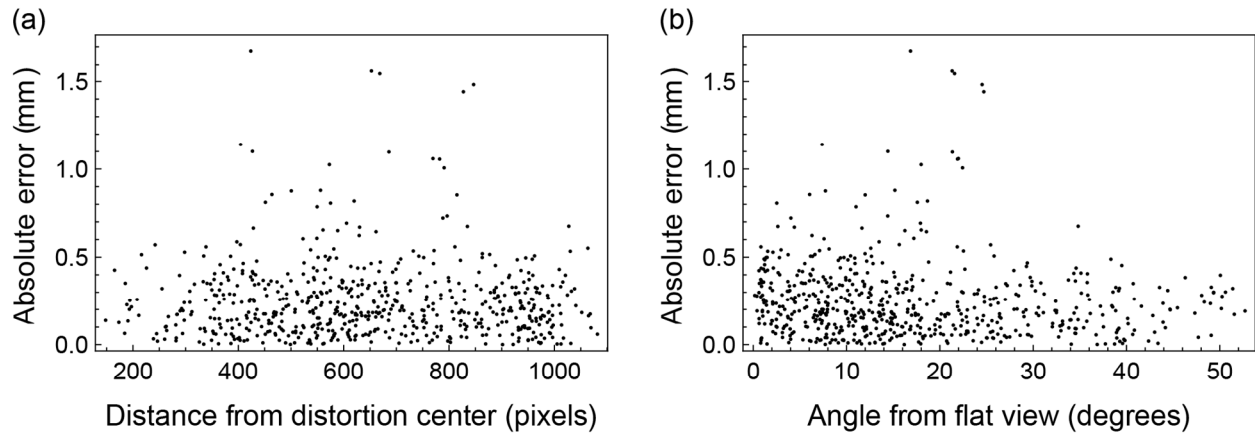 (a)
Absolute error (mm)
1.5
1.0
0.5
0.0
200 400 600 800 1000
Distance from distortion center (pixels)
(b)
Absolute error (mm)
1.5
1.0
0.5
0.0
0 10 20 30 40 50
Angle from flat view (degrees)